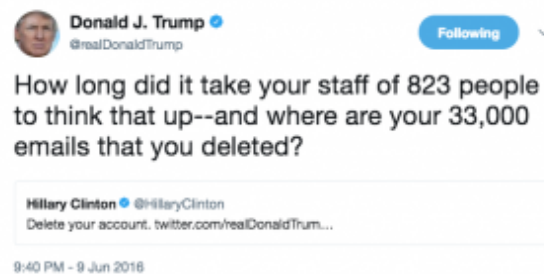 Donald J. Trump
@realDonaldTrump
Following
How long did it take your staff of 823 people
to think that up--and where are your 33,000
emails that you deleted?
Hillary Clinton @HillaryClinton
Delete your account. twitter.com/realDonaldTrum...
9:40 PM - 9 Jun 2016